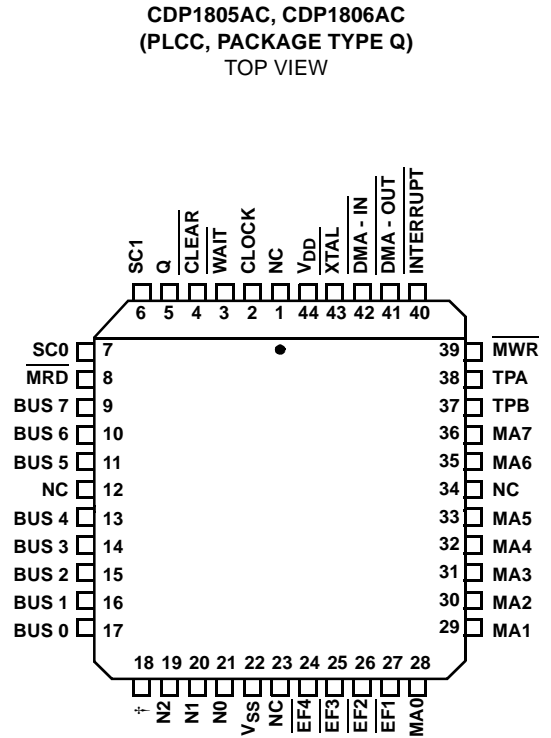 CDP1805AC, CDP1806AC
(PLCC, PACKAGE TYPE Q)
TOP VIEW
SC1
Q
CLEAR
WAIT
CLOCK
NC
VDD
XTAL
DMA - IN
DMA - OUT
INTERRUPT
6 5 4 3 2 1 44 43 42 41 40
SC0 7
MRD 8
BUS 7 9
BUS 6 10
BUS 5 11
NC 12
BUS 4 13
BUS 3 14
BUS 2 15
BUS 1 16
BUS 0 17
39 MWR
38 TPA
37 TPB
36 MA7
35 MA6
34 NC
33 MA5
32 MA4
31 MA3
30 MA2
29 MA1
18 19 20 21 22 23 24 25 26 27 28
†
N2
N1
N0
VSS
NC
EF4
EF3
EF2
EF1
MA0